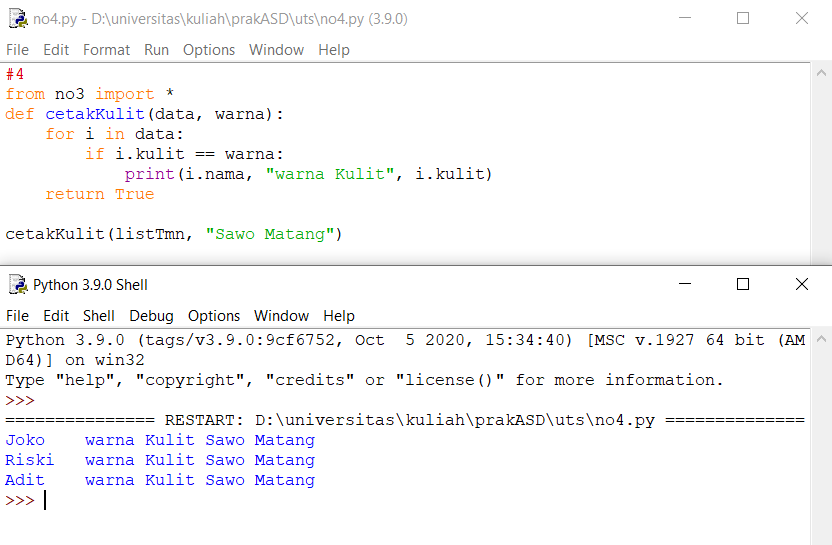 no4.py - D:\universitas\kuliah\prakASD\uts\no4.py (3.9.0)
File Edit Format Run Options Window Help
#4
from no3 import *
def cetakKulit(data, warna):
    for i in data:
        if i.kulit == warna:
            print(i.nama, "warna Kulit", i.kulit)
    return True

cetakKulit(listTmn, "Sawo Matang")
Python 3.9.0 Shell
File Edit Shell Debug Options Window Help
Python 3.9.0 (tags/v3.9.0:9cf6752, Oct  5 2020, 15:34:40) [MSC v.1927 64 bit (AM
D64)] on win32
Type "help", "copyright", "credits" or "license()" for more information.
>>>
=============== RESTART: D:\universitas\kuliah\prakASD\uts\no4.py ==============
Joko    warna Kulit Sawo Matang
Riski   warna Kulit Sawo Matang
Adit    warna Kulit Sawo Matang
>>>